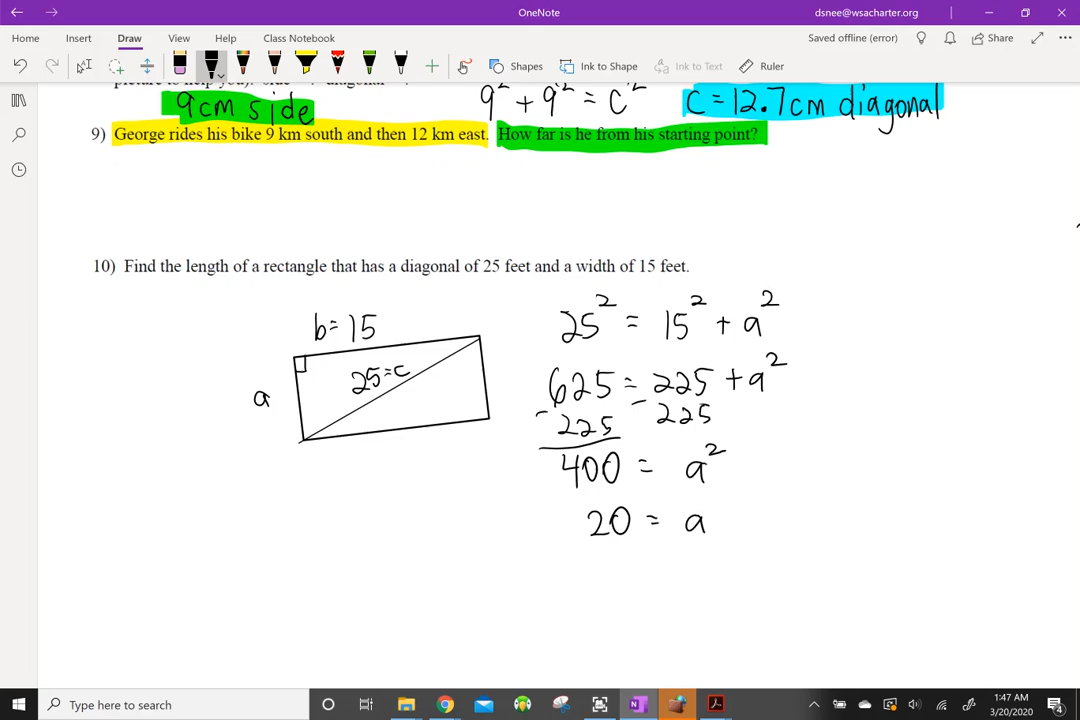 OneNote
dsnee@wsacharter.org
Home Insert Draw View Help Class Notebook
Saved offline (error)
Share
Shapes
Ink to Shape
Ink to Text
Ruler
9cm side
9² + 9² = c²
c = 12.7cm diagonal
9) George rides his bike 9 km south and then 12 km east. How far is he from his starting point?
10) Find the length of a rectangle that has a diagonal of 25 feet and a width of 15 feet.
b = 15
25 = c
a
25² = 15² + a²
625 = 225 + a²
- 225 - 225
400 = a²
20 = a
Type here to search
1:47 AM
3/20/2020
4